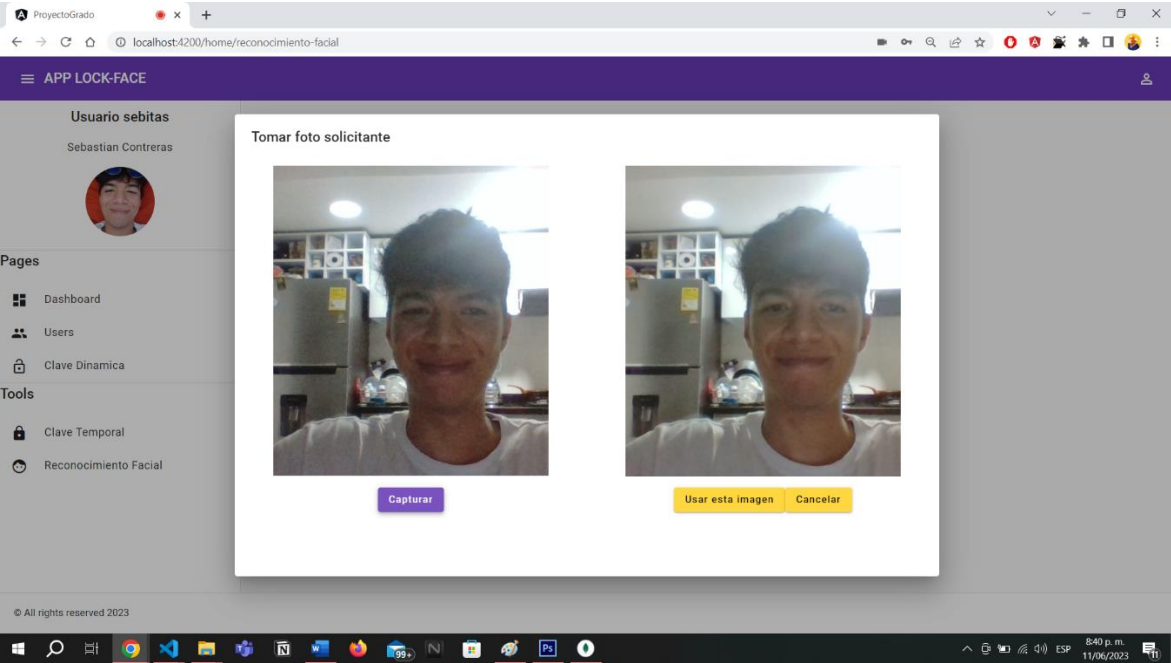 ProyectoGrado
localhost:4200/home/reconocimiento-facial
APP LOCK-FACE
Usuario sebitas
Sebastian Contreras
Pages
Dashboard
Users
Clave Dinamica
Tools
Clave Temporal
Reconocimiento Facial
Tomar foto solicitante
Capturar
Usar esta imagen Cancelar
© All rights reserved 2023
99+
Ps
ESP
8:40 p. m.
11/06/2023
11